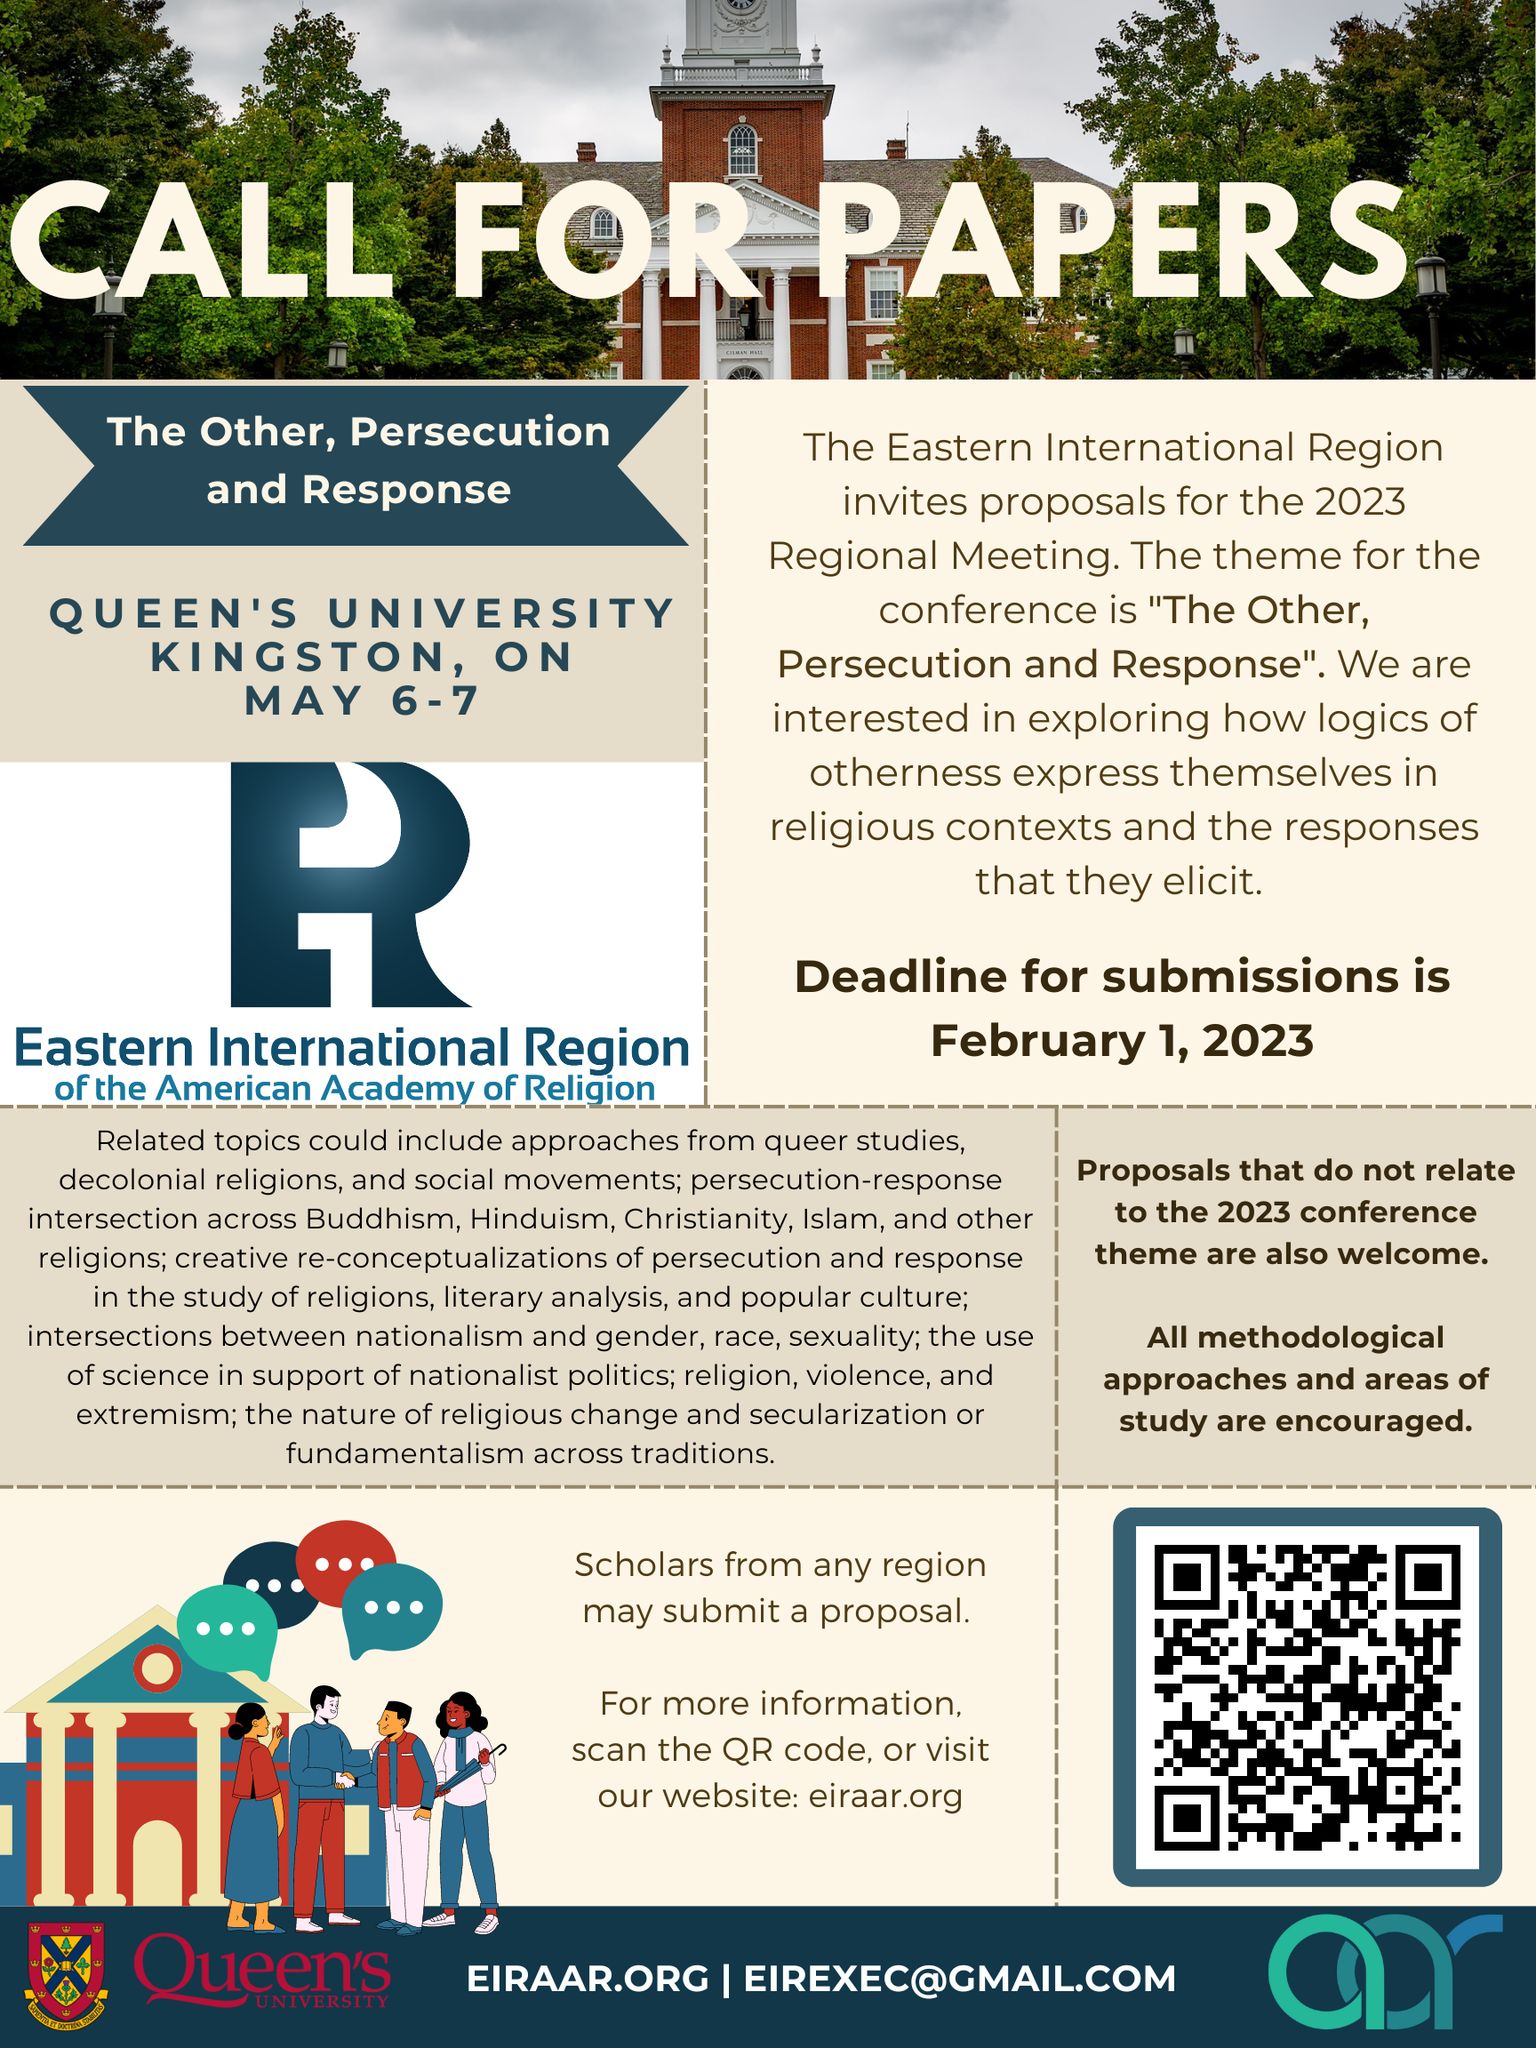 CALL FOR PAPERS
GILMAN HALL
The Other, Persecution
and Response
QUEEN'S UNIVERSITY
KINGSTON, ON
MAY 6-7
Eastern International Region
of the American Academy of Religion
The Eastern International Region
invites proposals for the 2023
Regional Meeting. The theme for the
conference is "The Other,
Persecution and Response". We are
interested in exploring how logics of
otherness express themselves in
religious contexts and the responses
that they elicit.
Deadline for submissions is
February 1, 2023
Related topics could include approaches from queer studies,
decolonial religions, and social movements; persecution-response
intersection across Buddhism, Hinduism, Christianity, Islam, and other
religions; creative re-conceptualizations of persecution and response
in the study of religions, literary analysis, and popular culture;
intersections between nationalism and gender, race, sexuality; the use
of science in support of nationalist politics; religion, violence, and
extremism; the nature of religious change and secularization or
fundamentalism across traditions.
Proposals that do not relate
to the 2023 conference
theme are also welcome.
All methodological
approaches and areas of
study are encouraged.
Scholars from any region
may submit a proposal.
For more information,
scan the QR code, or visit
our website: eiraar.org
Queen's
UNIVERSITY
EIRAAR.ORG | EIREXEC@GMAIL.COM
aar